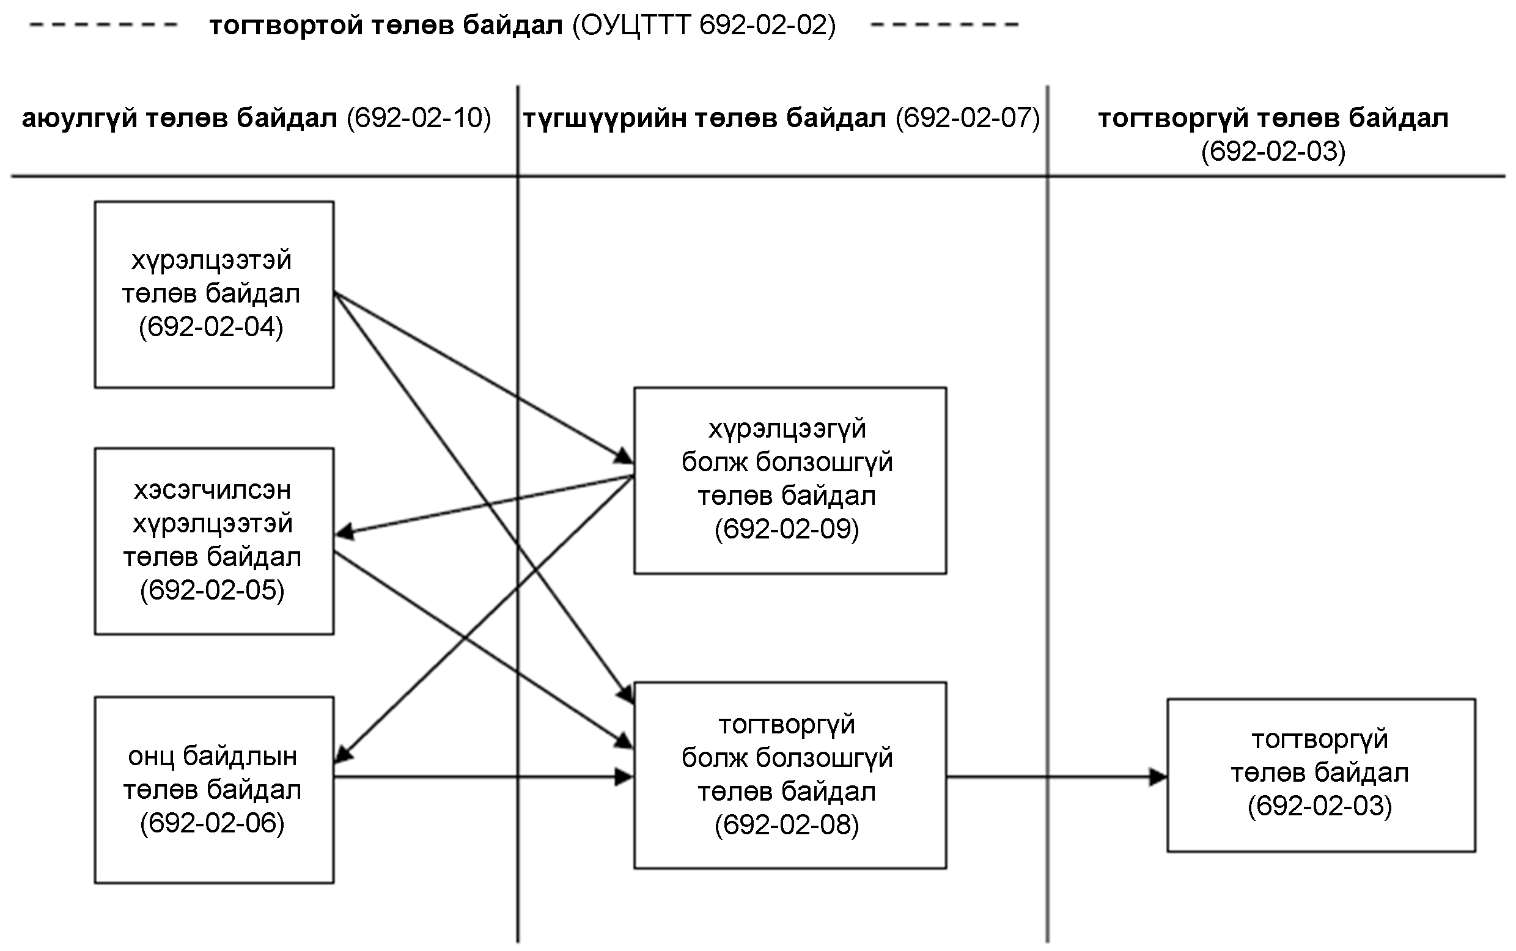 тогтвортой төлөв байдал (ОУЦТТТ 692-02-02)
аюулгүй төлөв байдал (692-02-10)
түгшүүрийн төлөв байдал (692-02-07)
тогтворгүй төлөв байдал
(692-02-03)
хүрэлцээтэй
төлөв байдал
(692-02-04)
хүрэлцээгүй
болж болзошгүй
төлөв байдал
(692-02-09)
хэсэгчилсэн
хүрэлцээтэй
төлөв байдал
(692-02-05)
онц байдлын
төлөв байдал
(692-02-06)
тогтворгүй
болж болзошгүй
төлөв байдал
(692-02-08)
тогтворгүй
төлөв байдал
(692-02-03)